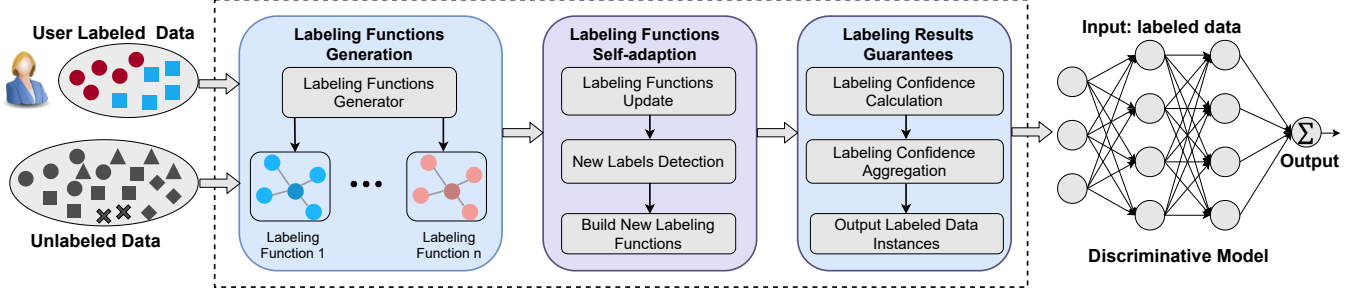 User Labeled Data
Unlabeled Data
Labeling Functions
Generation
Labeling Functions
Generator
...
Labeling
Function 1
Labeling
Function n
Labeling Functions
Self-adaption
Labeling Functions
Update
New Labels Detection
Build New Labeling
Functions
Labeling Results
Guarantees
Labeling Confidence
Calculation
Labeling Confidence
Aggregation
Output Labeled Data
Instances
Input: labeled data
Σ
Output
Discriminative Model